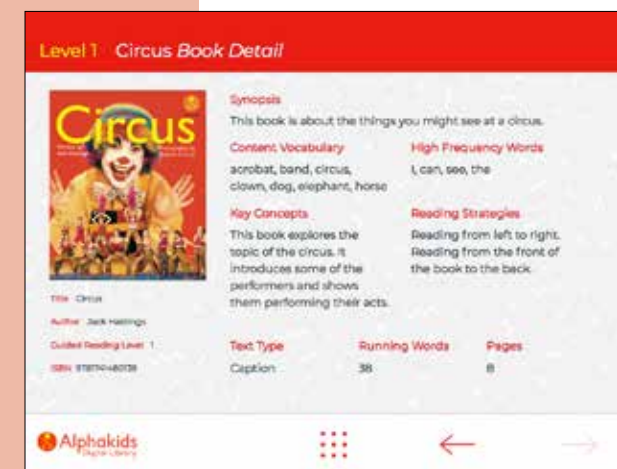 Level 1 Circus Book Detail
Circus
Synopsis
This book is about the things you might see at a circus.
Content Vocabulary
acrobat, band, circus,
clown, dog, elephant, horse
High Frequency Words
I, can, see, the
Key Concepts
This book explores the
topic of the circus. It
introduces some of the
performers and shows
them performing their acts.
Reading Strategies
Reading from left to right.
Reading from the front of
the book to the back.
Title Circus
Author Jack Hastings
Guided Reading Level 1
ISBN
Text Type
Caption
Running Words
38
Pages
8
Alphakids
Digital Library